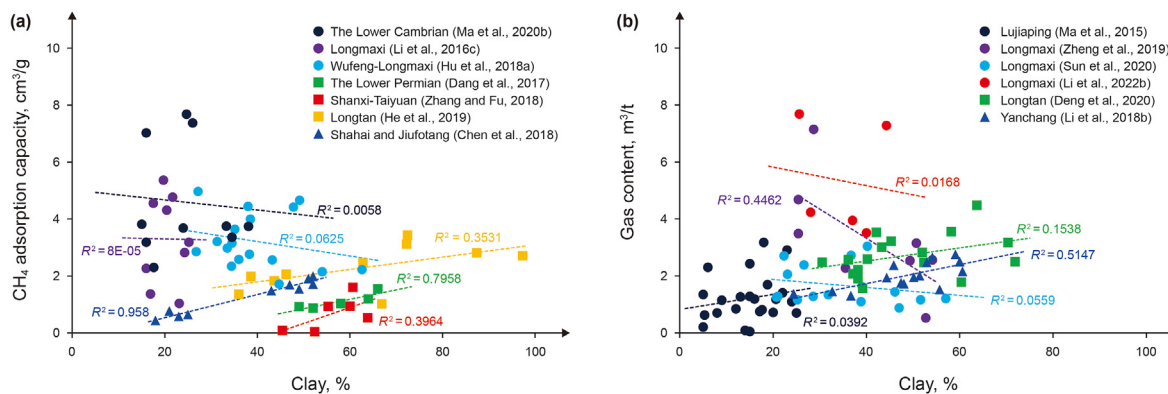 (a)
CH4 adsorption capacity, cm3/g
10
8
6
4
2
0
0
20
40
60
80
100
Clay, %
The Lower Cambrian (Ma et al., 2020b)
Longmaxi (Li et al., 2016c)
Wufeng-Longmaxi (Hu et al., 2018a)
The Lower Permian (Dang et al., 2017)
Shanxi-Taiyuan (Zhang and Fu, 2018)
Longtan (He et al., 2019)
Shahai and Jiufotang (Chen et al., 2018)
R2 = 0.0058
R2 = 0.0625
R2 = 8E-05
R2 = 0.3531
R2 = 0.7958
R2 = 0.958
R2 = 0.3964
(b)
Gas content, m3/t
10
8
6
4
2
0
0
20
40
60
80
100
Clay, %
Lujiaping (Ma et al., 2015)
Longmaxi (Zheng et al., 2019)
Longmaxi (Sun et al., 2020)
Longmaxi (Li et al., 2022b)
Longtan (Deng et al., 2020)
Yanchang (Li et al., 2018b)
R2 = 0.0168
R2 = 0.4462
R2 = 0.1538
R2 = 0.5147
R2 = 0.0559
R2 = 0.0392